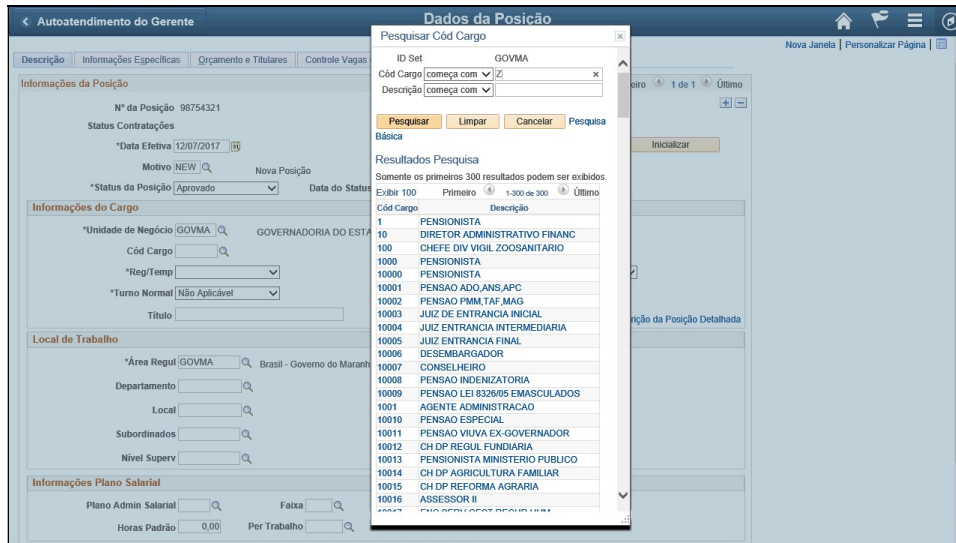 Autoatendimento do Gerente
Dados da Posição
Nova Janela | Personalizar Página |
Descrição
Informações Específicas
Orçamento e Titulares
Controle Vagas
Informações da Posição
1 de 1 Último
Nº da Posição 98754321
Status Contratações
*Data Efetiva 12/07/2017
Inicializar
Motivo NEW Nova Posição
*Status da Posição Aprovado Data do Status
Informações do Cargo
*Unidade de Negócio GOVMA GOVERNADORIA DO ESTA
Cód Cargo
*Reg/Temp
*Turno Normal Não Aplicável
Título
rição da Posição Detalhada
Local de Trabalho
*Área Regul GOVMA Brasil - Governo do Maranh
Departamento
Local
Subordinados
Nível Superv
Informações Plano Salarial
Plano Admin Salarial Faixa
Horas Padrão 0,00 Per Trabalho
Pesquisar Cód Cargo
ID Set GOVMA
Cód Cargo começa com Z
Descrição começa com
Pesquisar Limpar Cancelar Pesquisa
Básica
Resultados Pesquisa
Somente os primeiros 300 resultados podem ser exibidos.
Exibir 100 Primeiro 1-300 de 300 Último
Cód Cargo Descrição
1 PENSIONISTA
10 DIRETOR ADMINISTRATIVO FINANC
100 CHEFE DIV VIGIL ZOOSANITARIO
1000 PENSIONISTA
10000 PENSIONISTA
10001 PENSAO ADO,ANS,APC
10002 PENSAO PMM,TAF,MAG
10003 JUIZ DE ENTRANCIA INICIAL
10004 JUIZ ENTRANCIA INTERMEDIARIA
10005 JUIZ ENTRANCIA FINAL
10006 DESEMBARGADOR
10007 CONSELHEIRO
10008 PENSAO INDENIZATORIA
10009 PENSAO LEI 8326/05 EMASCULADOS
1001 AGENTE ADMINISTRACAO
10010 PENSAO ESPECIAL
10011 PENSAO VIUVA EX-GOVERNADOR
10012 CH DP REGUL FUNDIARIA
10013 PENSIONISTA MINISTERIO PUBLICO
10014 CH DP AGRICULTURA FAMILIAR
10015 CH DP REFORMA AGRARIA
10016 ASSESSOR II